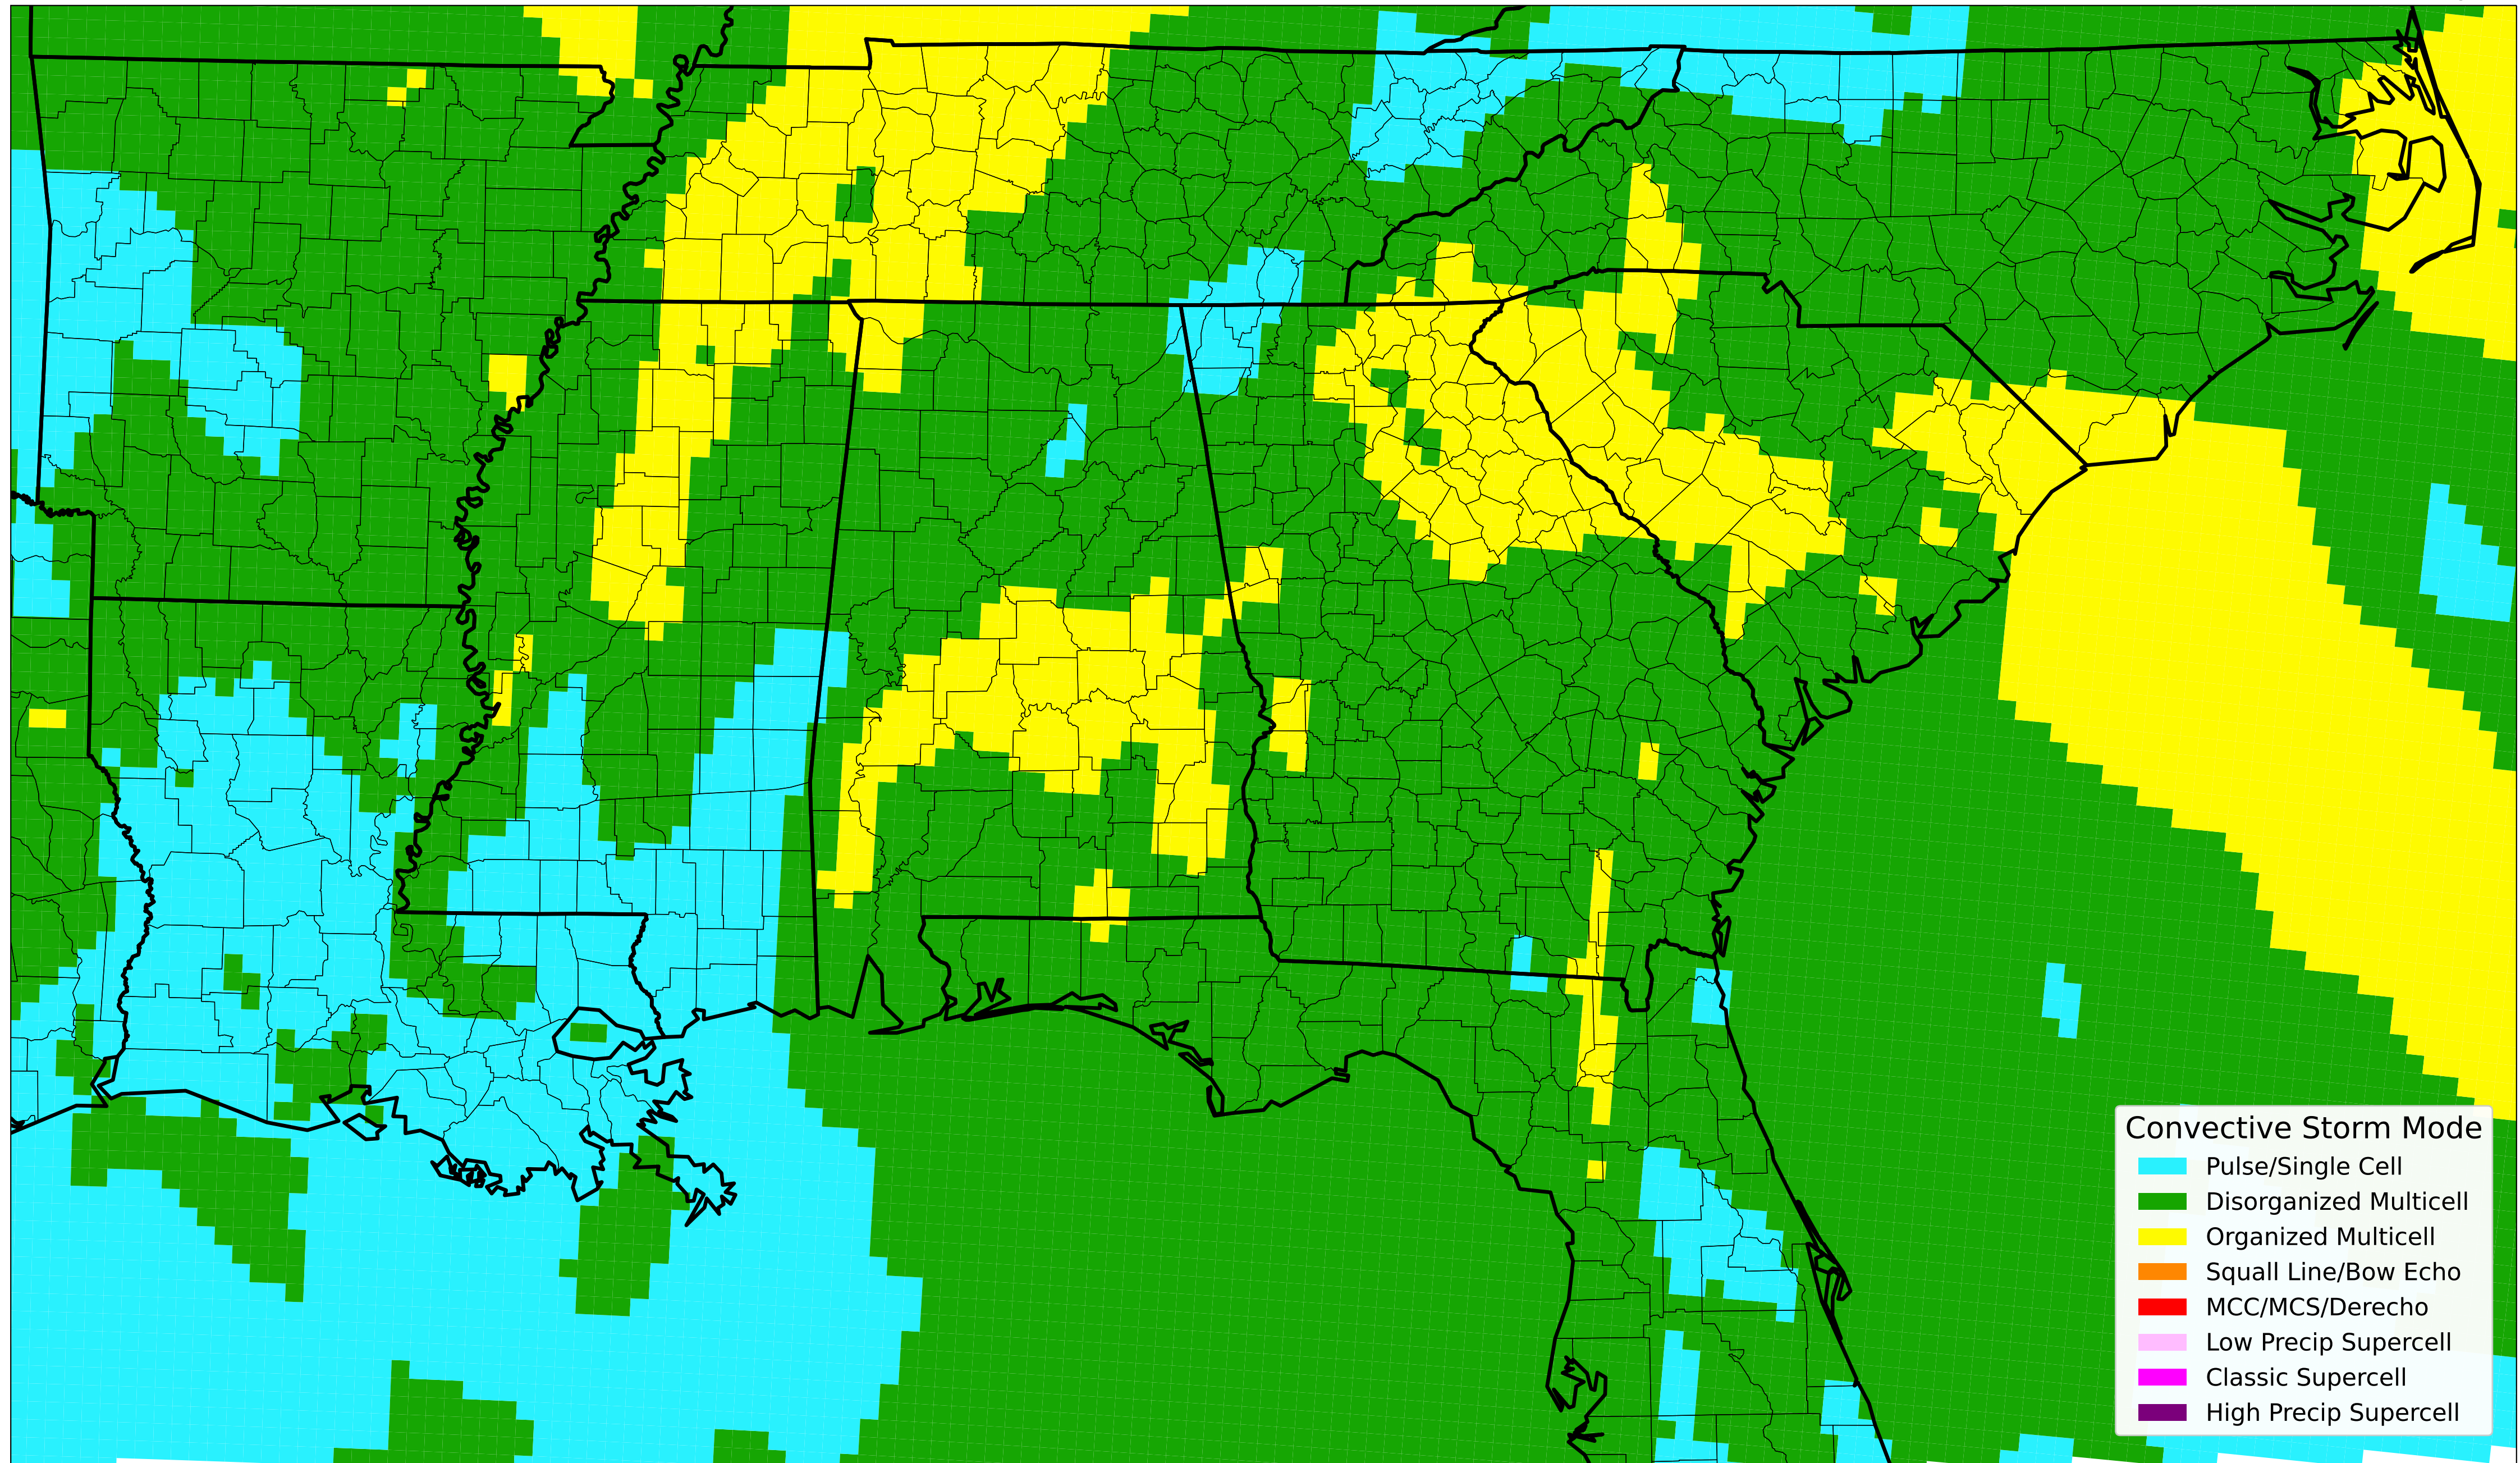 Convective Storm Mode
Pulse/Single Cell
Disorganized Multicell
Organized Multicell
Squall Line/Bow Echo
MCC/MCS/Derecho
Low Precip Supercell
Classic Supercell
High Precip Supercell